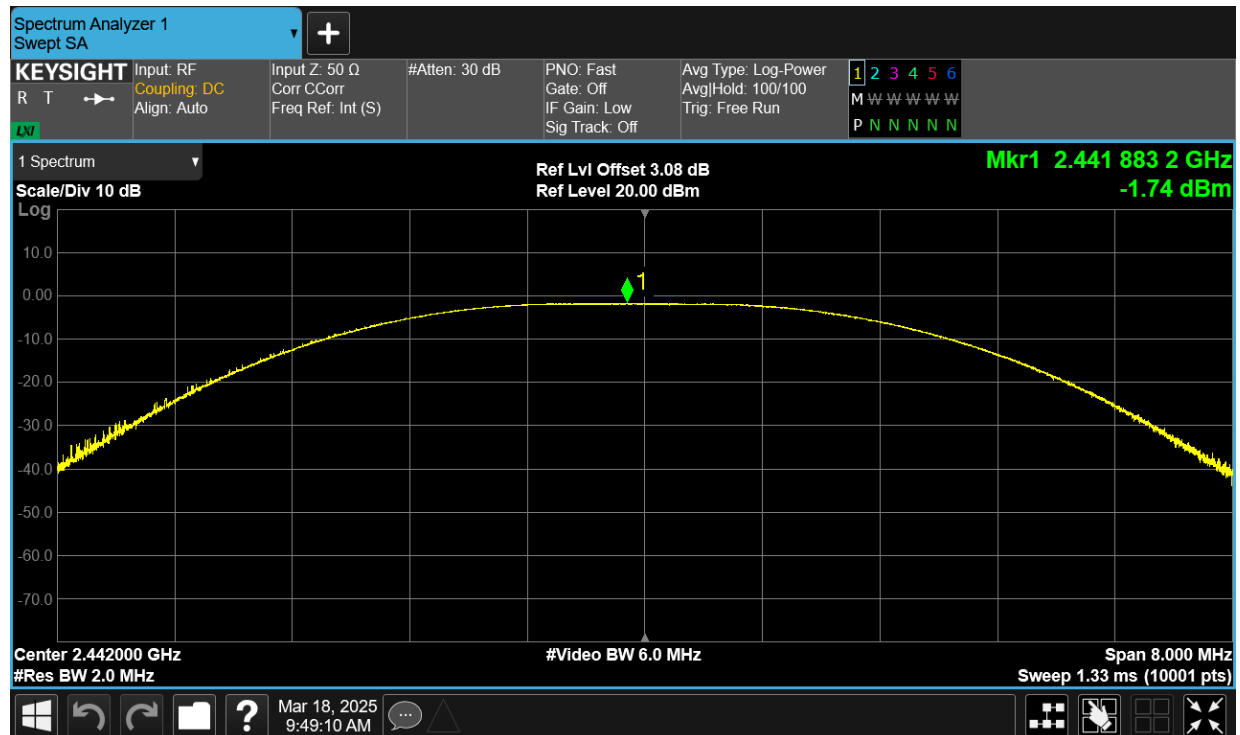 Spectrum Analyzer 1
Swept SA
KEYSIGHT
R T
LXI
Input: RF
Coupling: DC
Align: Auto
Input Z: 50 Ω
Corr CCorr
Freq Ref: Int (S)
#Atten: 30 dB
PNO: Fast
Gate: Off
IF Gain: Low
Sig Track: Off
Avg Type: Log-Power
Avg|Hold: 100/100
Trig: Free Run
1 2 3 4 5 6
M W W W W W
P N N N N N
1 Spectrum
Scale/Div 10 dB
Log
Ref Lvl Offset 3.08 dB
Ref Level 20.00 dBm
Mkr1 2.441 883 2 GHz
-1.74 dBm
10.0
0.00
-10.0
-20.0
-30.0
-40.0
-50.0
-60.0
-70.0
1
Center 2.442000 GHz
#Res BW 2.0 MHz
#Video BW 6.0 MHz
Span 8.000 MHz
Sweep 1.33 ms (10001 pts)
?
Mar 18, 2025
9:49:10 AM